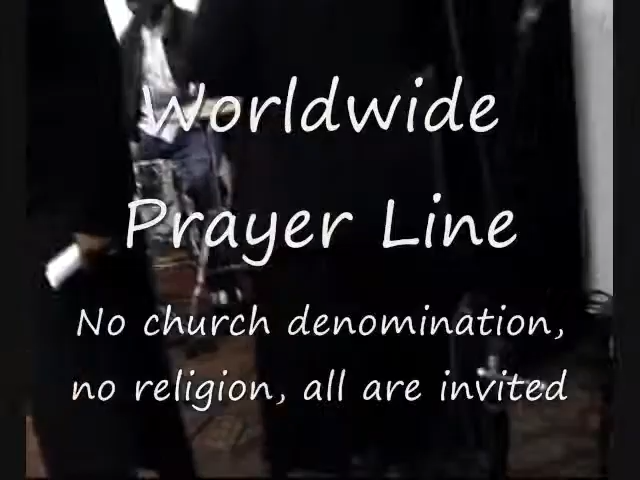 Worldwide
Prayer Line
No church denomination,
no religion, all are invited